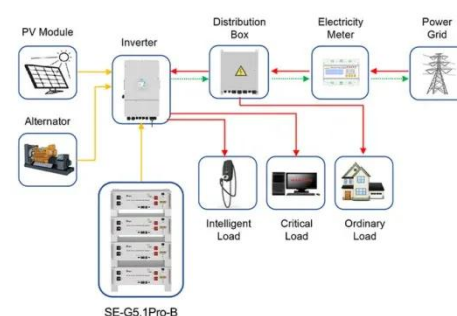 PV Module
Inverter
Distribution
Box
Electricity
Meter
Power
Grid
Alternator
Intelligent
Load
Critical
Load
Ordinary
Load
SE-G5.1Pro-B